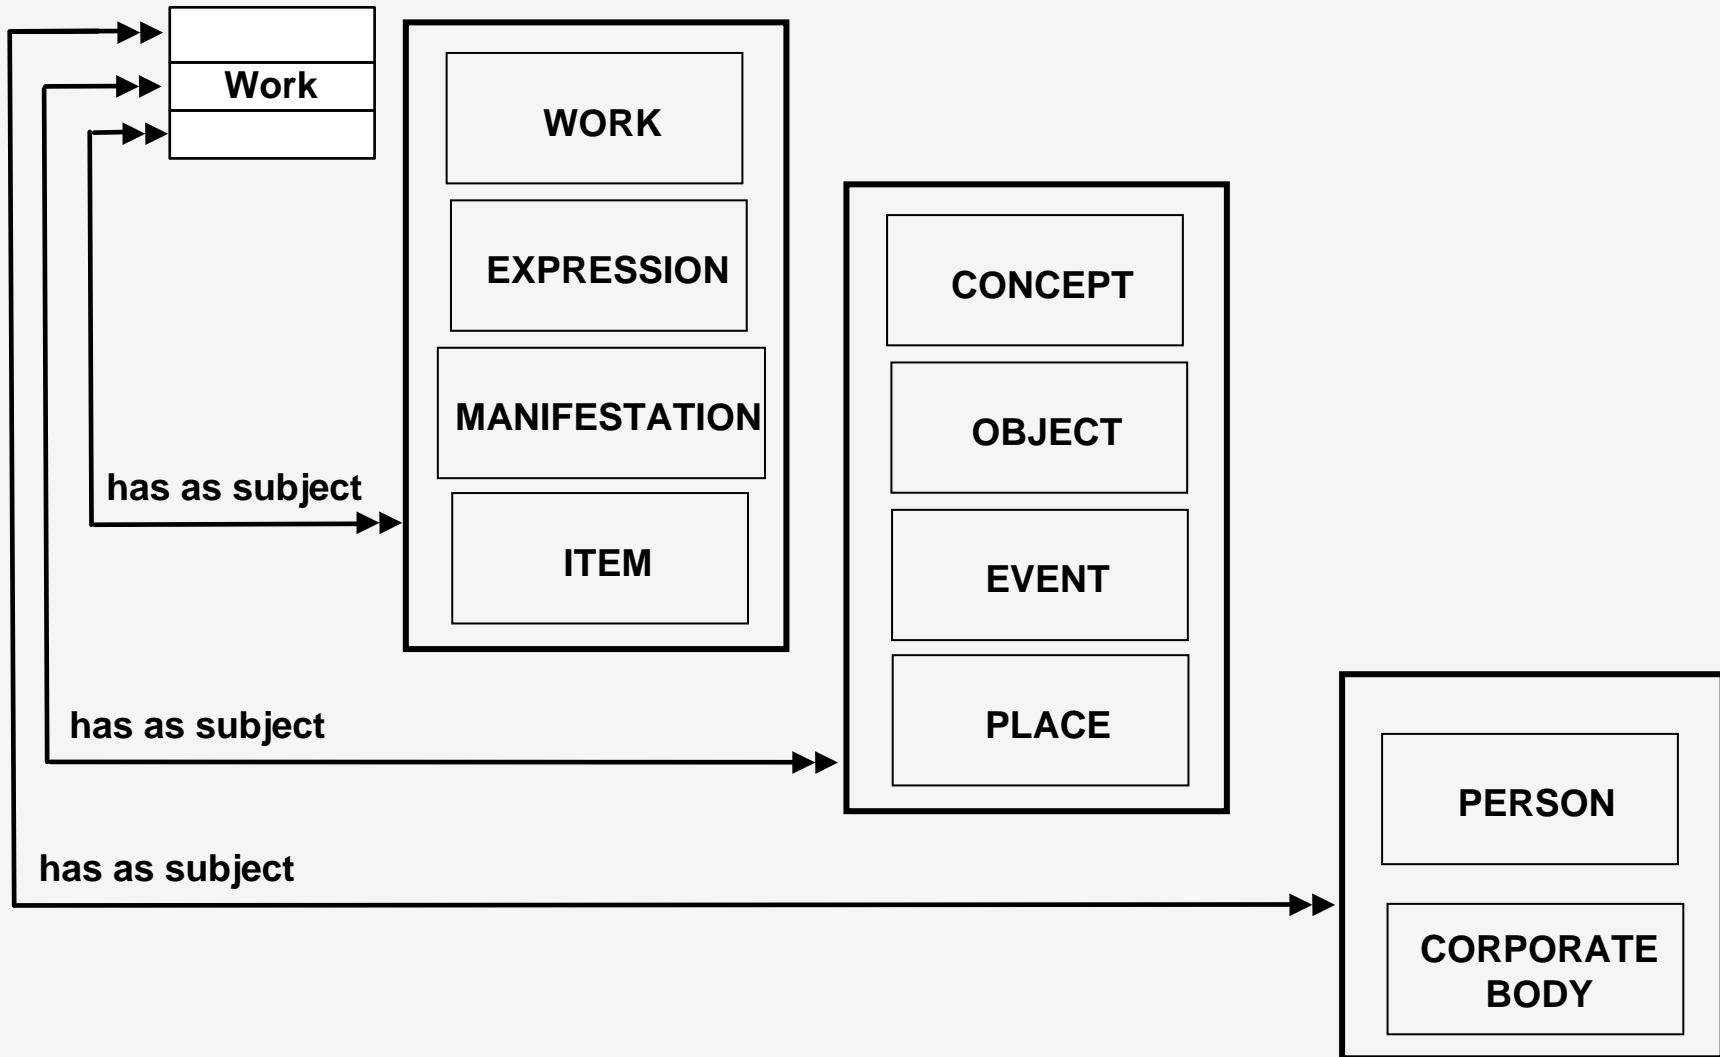 Work
WORK
EXPRESSION
MANIFESTATION
has as subject
ITEM
CONCEPT
OBJECT
EVENT
PLACE
has as subject
PERSON
has as subject
CORPORATE
BODY